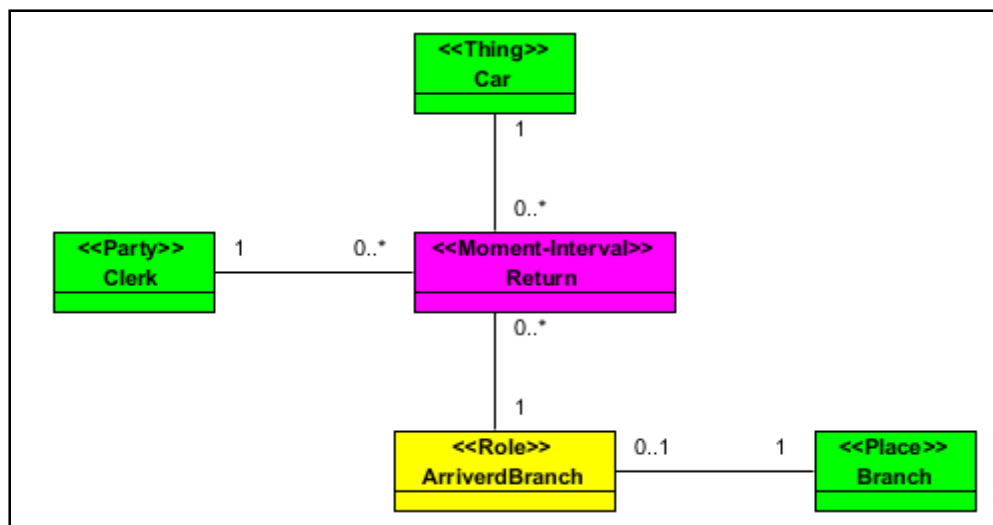 <<Thing>>
Car
1
0..*
<<Party>>
Clerk
1
0..*
<<Moment-Interval>>
Return
0..*
1
<<Role>>
ArriverdBranch
0..1
1
<<Place>>
Branch